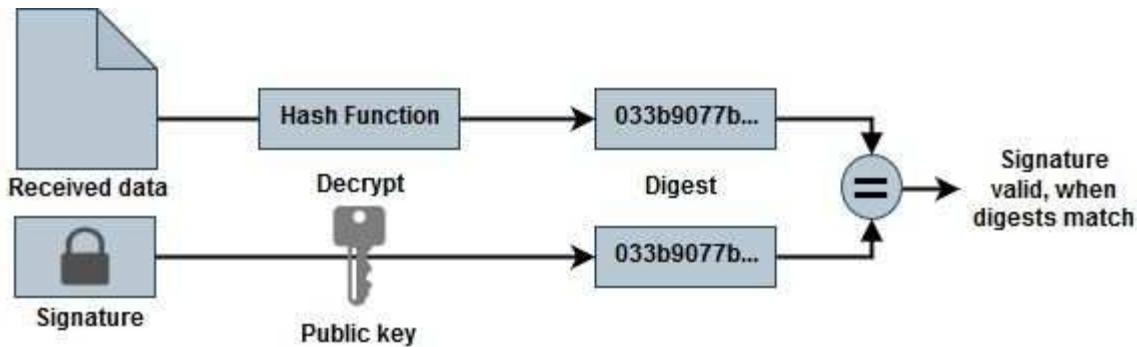 Hash Function
033b9077b...
Received data
Decrypt
Digest
Signature
valid, when
digests match
033b9077b...
Signature
Public key